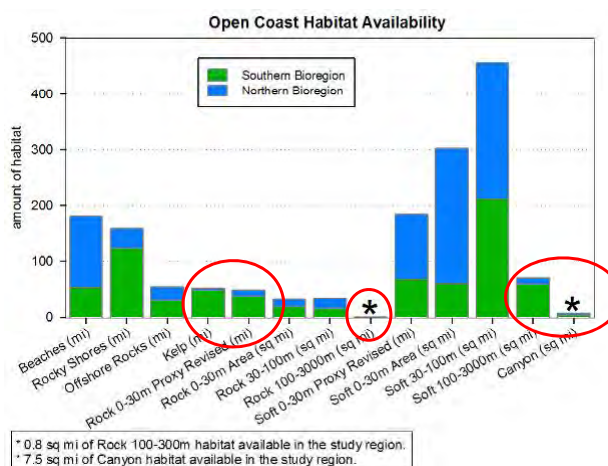 Open Coast Habitat Availability
500
400
300
200
100
0
amount of habitat
Southern Bioregion
Northern Bioregion
*
*
Beaches (mi)
Rocky Shores (mi)
Offshore Rocks (mi)
Kelp (mi)
Rock 0-30m Proxy Revised (mi)
Rock 0-30m Area (sq mi)
Rock 30-100m (sq mi)
Rock 100-3000m (sq mi)
Soft 0-30m Proxy Revised (mi)
Soft 0-30m Area (sq mi)
Soft 30-100m (sq mi)
Soft 100-3000m (sq mi)
Canyon (sq mi)
* 0.8 sq mi of Rock 100-300m habitat available in the study region.
* 7.5 sq mi of Canyon habitat available in the study region.